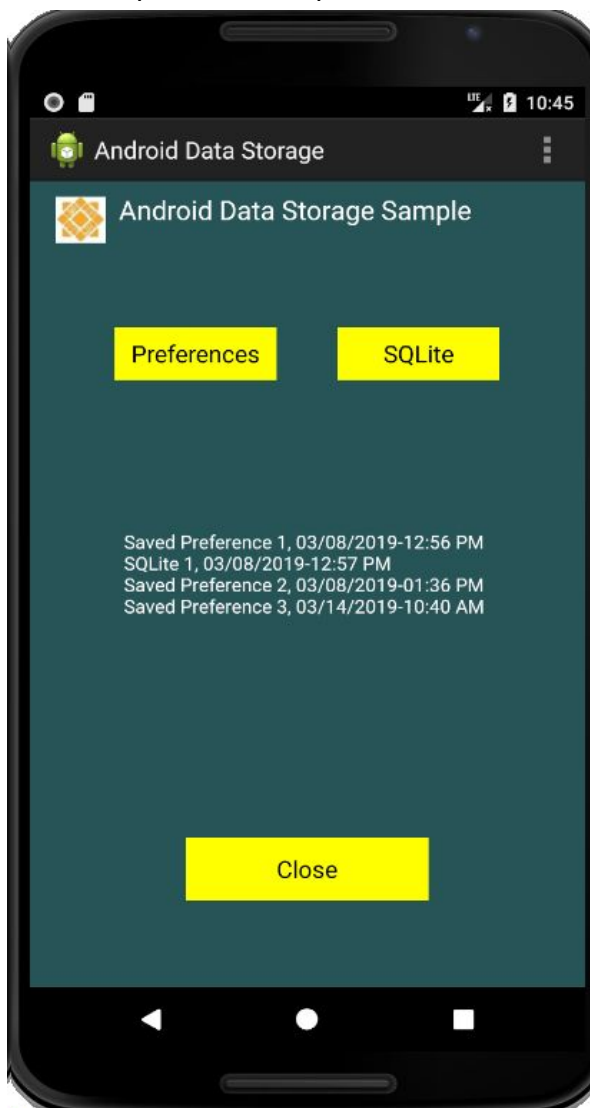 LTE 10:45
Android Data Storage
Android Data Storage Sample
Preferences SQLite
Saved Preference 1, 03/08/2019-12:56 PM
SQLite 1, 03/08/2019-12:57 PM
Saved Preference 2, 03/08/2019-01:36 PM
Saved Preference 3, 03/14/2019-10:40 AM
Close